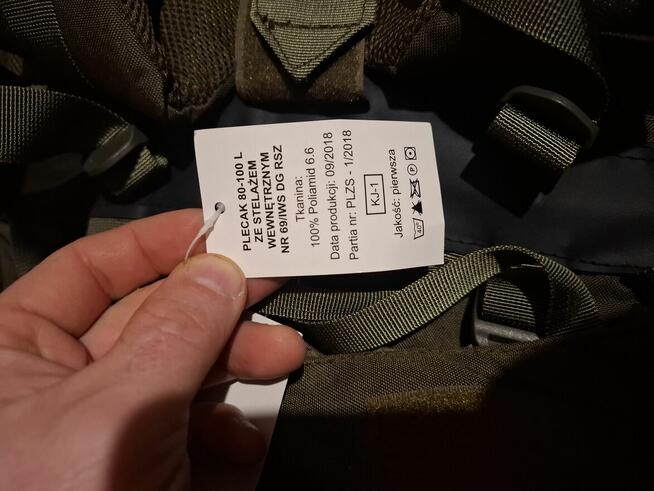 PLECAK 80-100 L
ZE STELAŻEM
WEWNĘTRZNYM
NR 69/IWS DG RSZ
Tkanina:
100% Poliamid 6.6
Data produkcji: 09/2018
Partia nr: PLZS - 1/2018
KJ-1
Jakość: pierwsza
40°
P